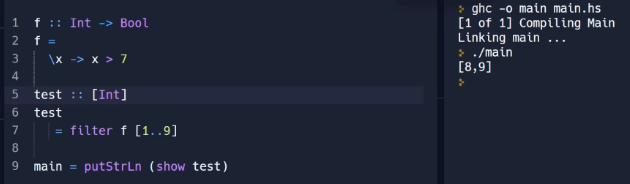 1 f :: Int -> Bool
2 f =
3 \x -> x > 7
4
5 test :: [Int]
6 test
7 = filter f [1..9]
8
9 main = putStrLn (show test)
> ghc -o main main.hs
[1 of 1] Compiling Main
Linking main ...
> ./main
[8,9]
>